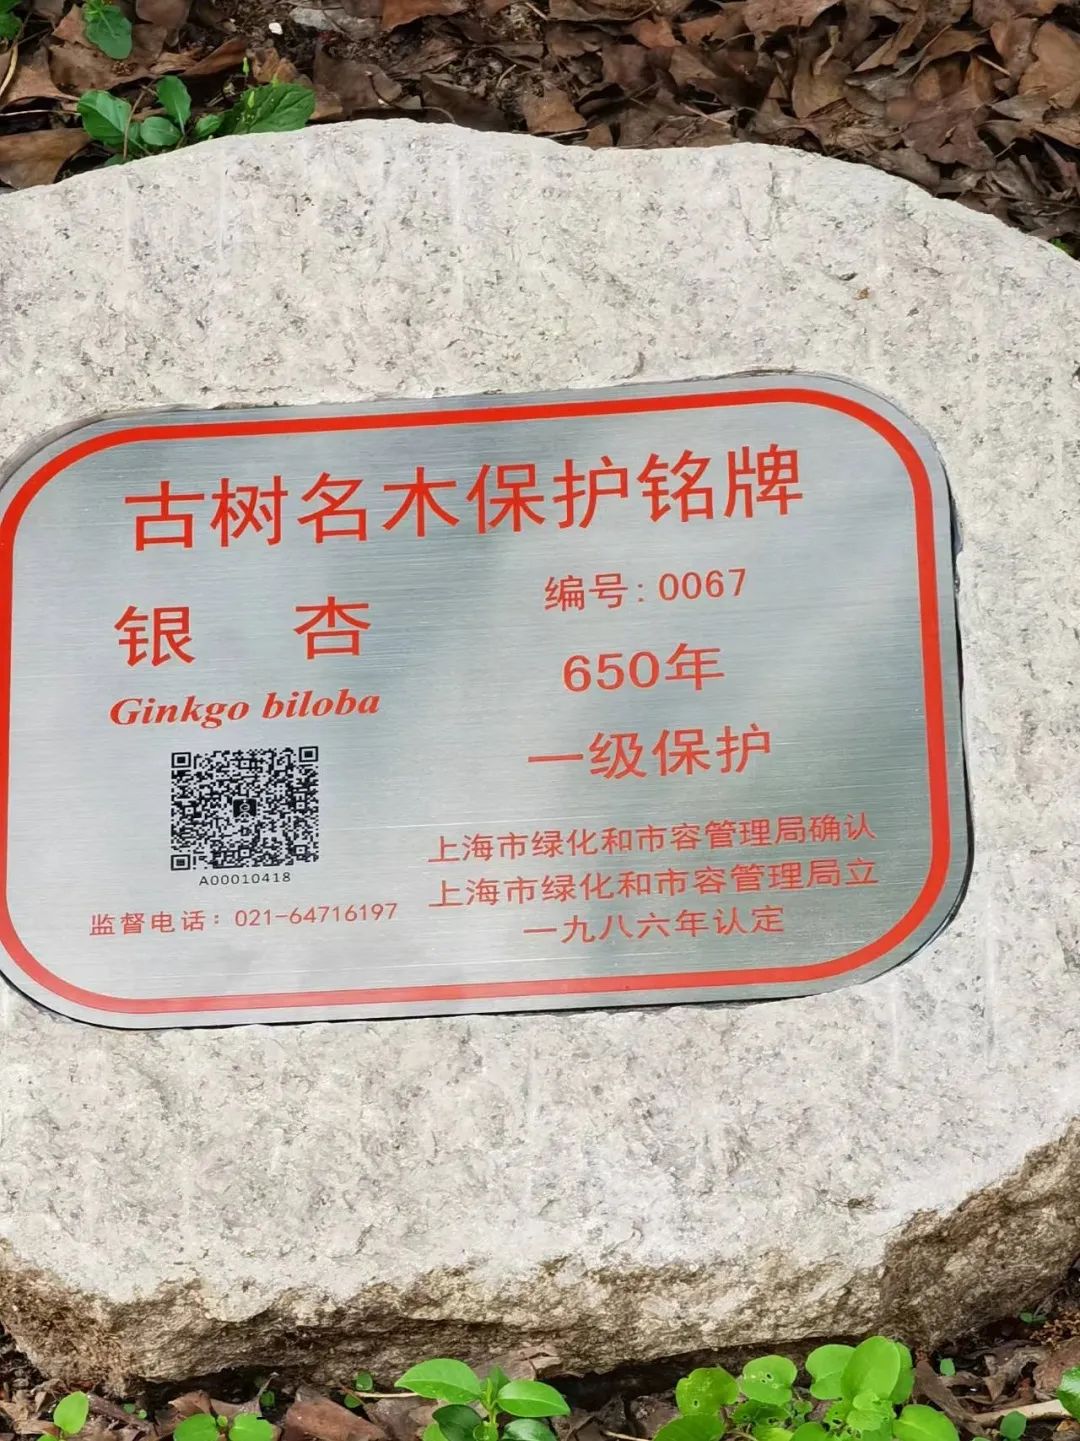 古树名木保护铭牌
银杏
Ginkgo biloba
A00010418
监督电话：021-64716197
编号：0067
650年
一级保护
上海市绿化和市容管理局确认
上海市绿化和市容管理局立
一九八六年认定